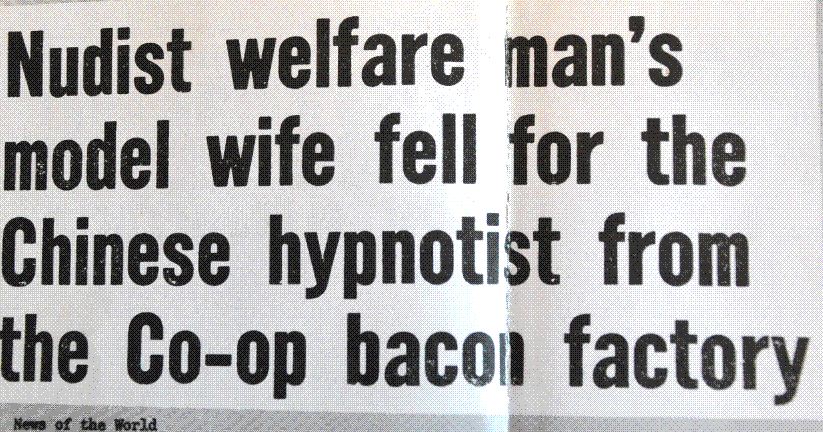 Nudist welfare man's
model wife fell for the
Chinese hypnotist from
the Co-op bacon factory
News of the World